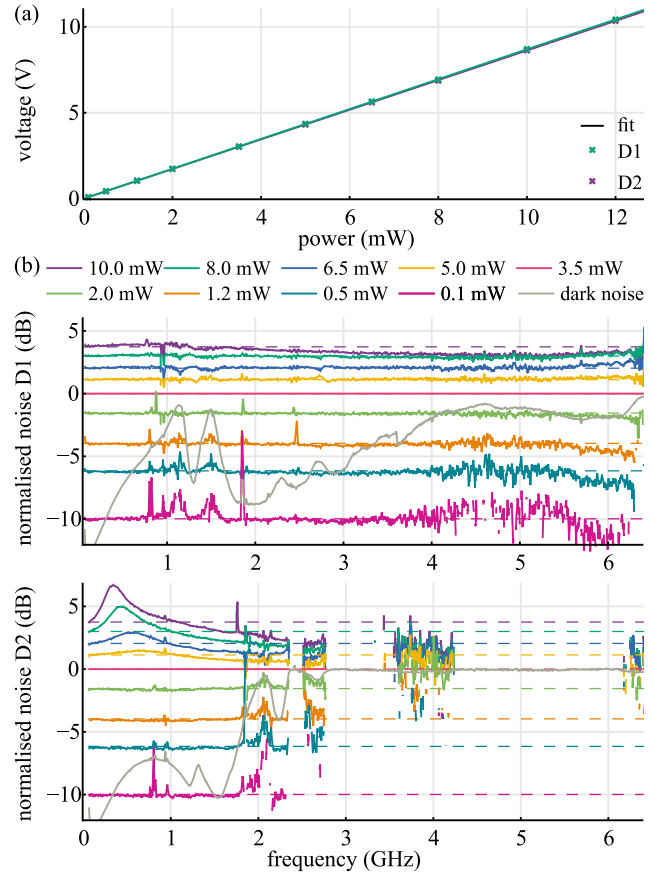 (a)
10
5
0
voltage (V)
fit
D1
D2
0 2 4 6 8 10 12
power (mW)
(b)
10.0 mW 8.0 mW 6.5 mW 5.0 mW 3.5 mW
2.0 mW 1.2 mW 0.5 mW 0.1 mW dark noise
normalised noise D1 (dB)
5
0
−5
−10
1 2 3 4 5 6
normalised noise D2 (dB)
5
0
−5
−10
0 1 2 3 4 5 6
frequency (GHz)